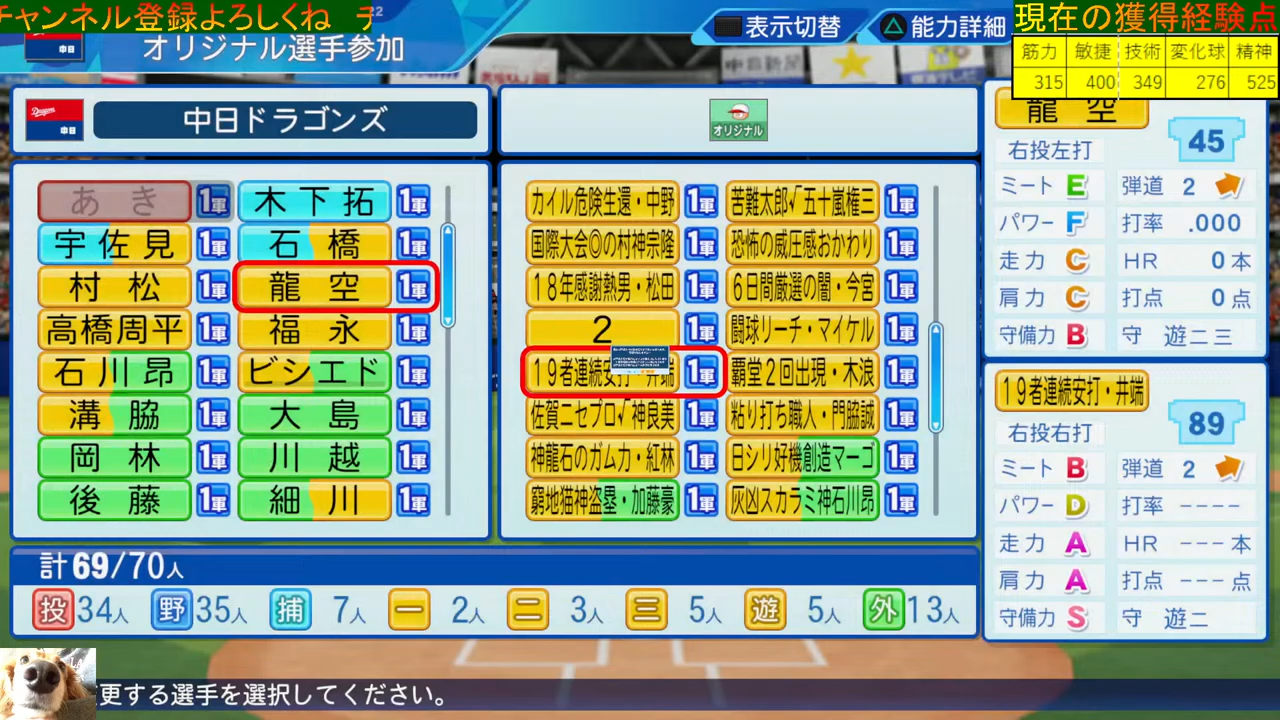 チャンネル登録よろしくね チ
22
オリジナル選手参加
表示切替
能力詳細
現在の獲得経験点
筋力 敏捷 技術 変化球 精神
315 400 349 276 525
Dragons
中日
中日ドラゴンズ
オリジナル
あき 1軍 木下拓 1軍
宇佐見 1軍 石橋 1軍
村松 1軍 龍空 1軍
高橋周平 1軍 福永 1軍
石川昂 1軍 ビシエド 1軍
溝脇 1軍 大島 1軍
岡林 1軍 川越 1軍
後藤 1軍 細川 1軍
カイル危険生還・中野 1軍 苦難太郎√五十嵐権三 1軍
国際大会◎の村神宗隆 1軍 恐怖の威圧感おかわり 1軍
18年感謝熱男・松田 1軍 6日間厳選の闇・今宮 1軍
2 1軍 闘球リーチ・マイケル 1軍
19者連続安打・井端 1軍 覇堂2回出現・木浪 1軍
佐賀ニセプロ√神良美 1軍 粘り打ち職人・門脇誠 1軍
神龍石のガム力・紅林 1軍 日シリ好機創造マーゴ 1軍
窮地猫神盗塁・加藤豪 1軍 灰凶スカラミ神石川昂 1軍
龍空
右投左打
45
ミート E 弾道 2
パワー F 打率 .000
走力 C HR 0本
肩力 C 打点 0点
守備力 B 守 遊二三
19者連続安打・井端
右投右打
89
ミート B 弾道 2
パワー D 打率 ----
走力 A HR ---本
肩力 A 打点 ---点
守備力 S 守 遊二
計69/70人
投34人 野35人 捕 7人 一 2人 二 3人 三 5人 遊 5人 外13人
更する選手を選択してください。